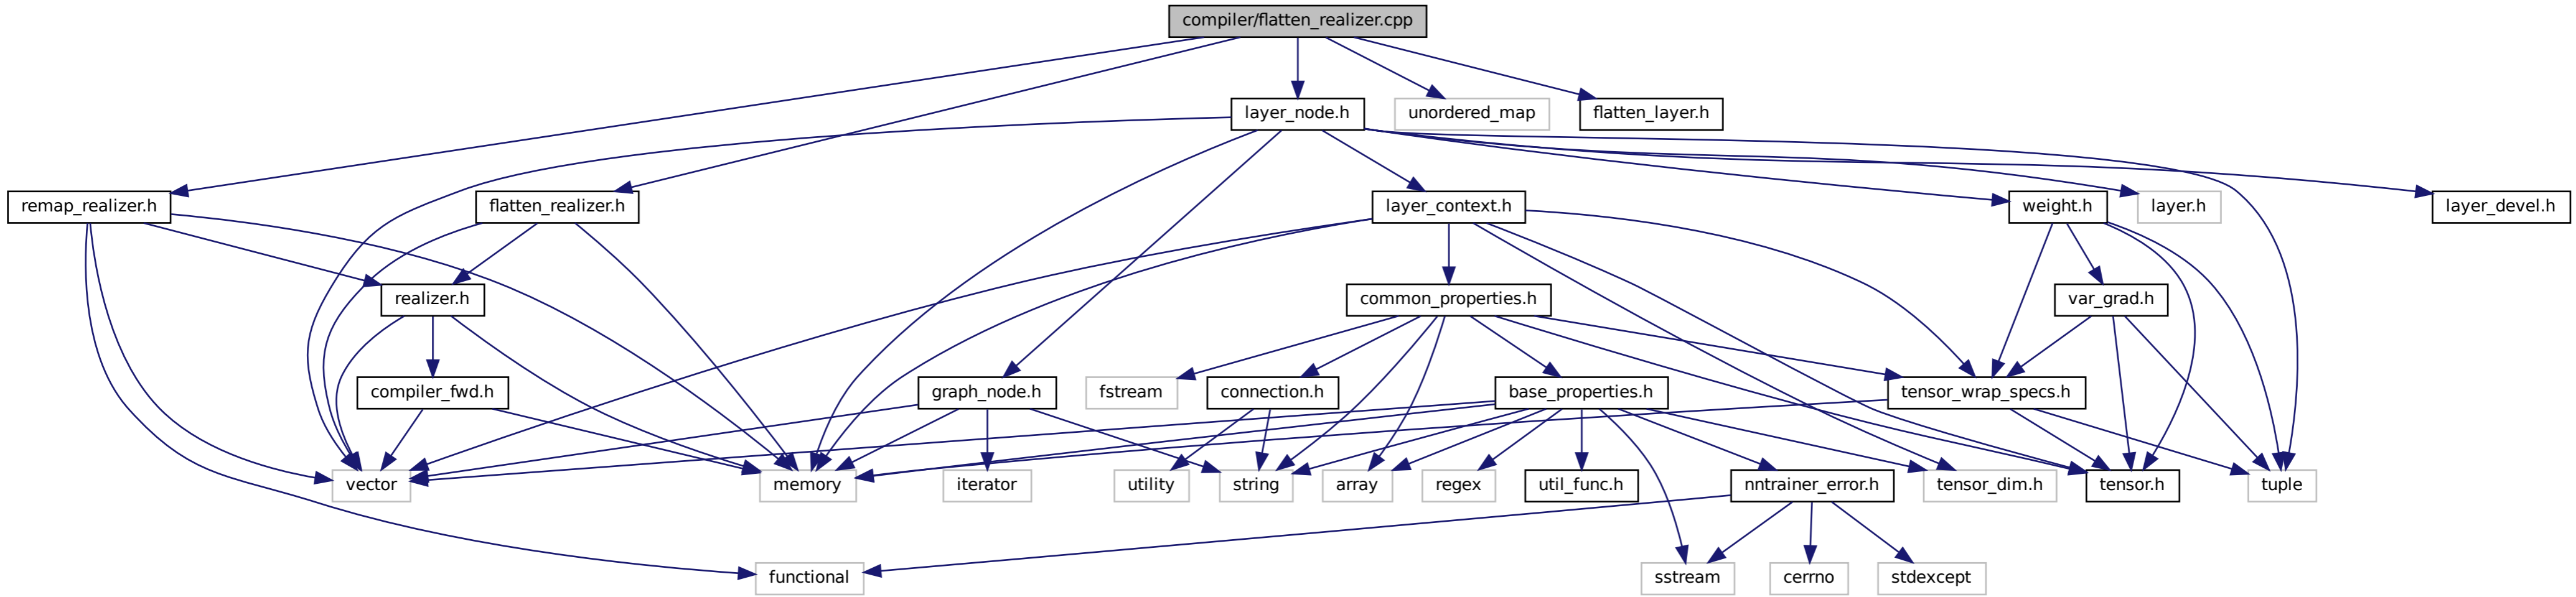 compiler/flatten_realizer.cpp
layer_node.h
unordered_map
flatten_layer.h
remap_realizer.h
flatten_realizer.h
layer_context.h
weight.h
layer.h
layer_devel.h
realizer.h
common_properties.h
var_grad.h
compiler_fwd.h
graph_node.h
fstream
connection.h
base_properties.h
tensor_wrap_specs.h
vector
memory
iterator
utility
string
array
regex
util_func.h
nntrainer_error.h
tensor_dim.h
tensor.h
tuple
functional
sstream
cerrno
stdexcept